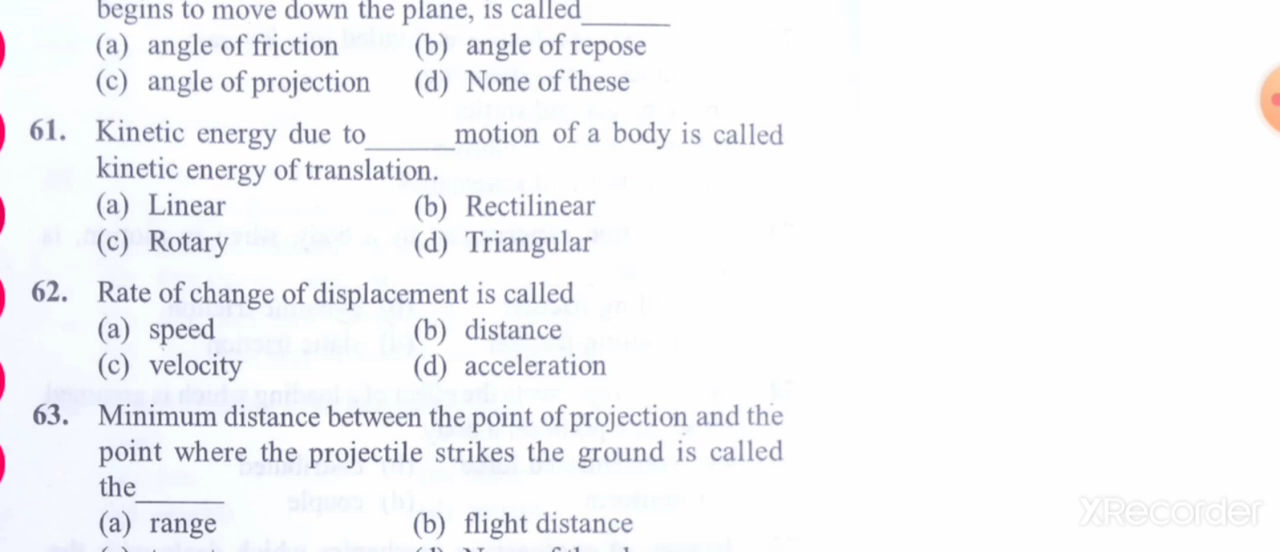 begins to move down the plane, is called______
(a) angle of friction (b) angle of repose
(c) angle of projection (d) None of these
61. Kinetic energy due to______motion of a body is called
kinetic energy of translation.
(a) Linear (b) Rectilinear
(c) Rotary (d) Triangular
62. Rate of change of displacement is called
(a) speed (b) distance
(c) velocity (d) acceleration
63. Minimum distance between the point of projection and the
point where the projectile strikes the ground is called
the______
(a) range (b) flight distance
XRecorder